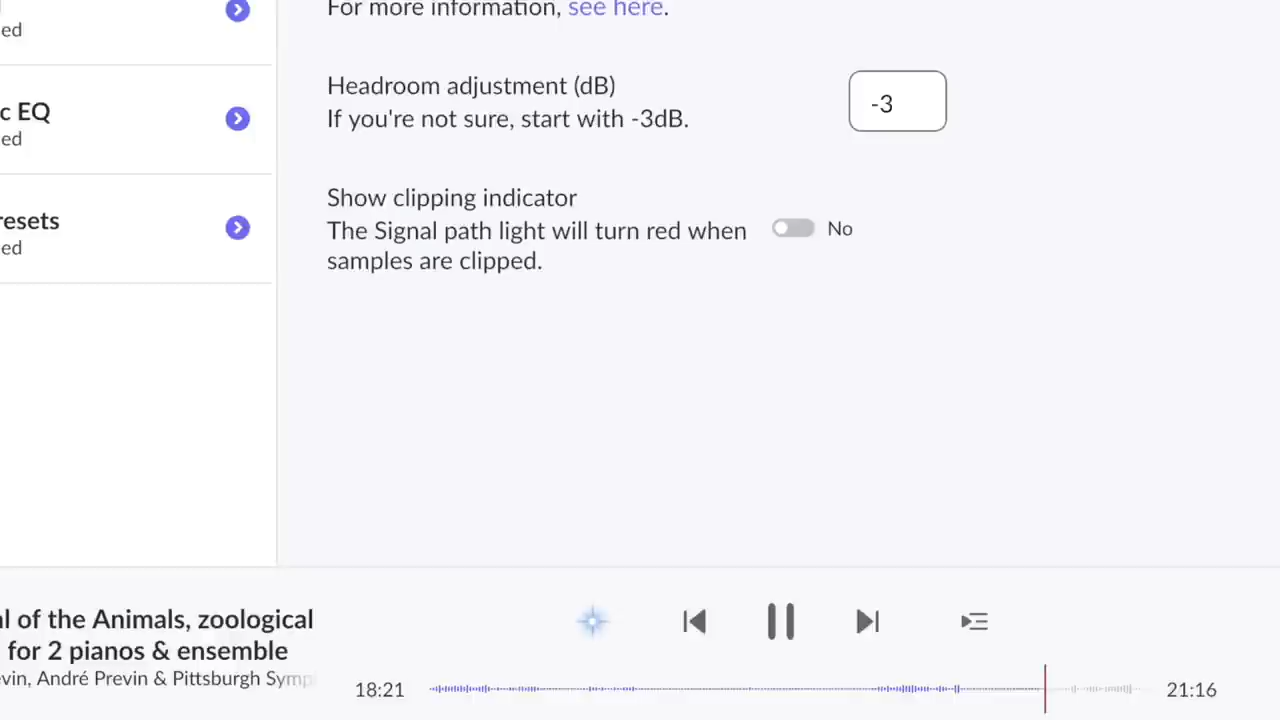 For more information, see here.
ed
Headroom adjustment (dB)
If you're not sure, start with -3dB.
-3
c EQ
ed
Show clipping indicator
The Signal path light will turn red when
samples are clipped.
No
resets
ed
al of the Animals, zoological
for 2 pianos & ensemble
evin, André Previn & Pittsburgh Symp
18:21
21:16